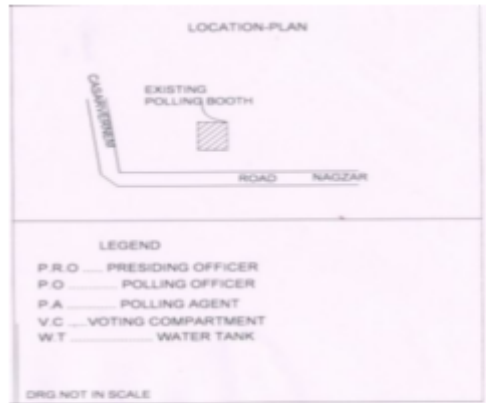 LOCATION-PLAN
CASARVERNEM
EXISTING
POLLING BOOTH
ROAD NAGZAR
LEGEND
P.R.O ..... PRESIDING OFFICER
P.O ............ POLLING OFFICER
P.A ............ POLLING AGENT
V.C ..... VOTING COMPARTMENT
W.T ..................... WATER TANK
DRG.NOT IN SCALE